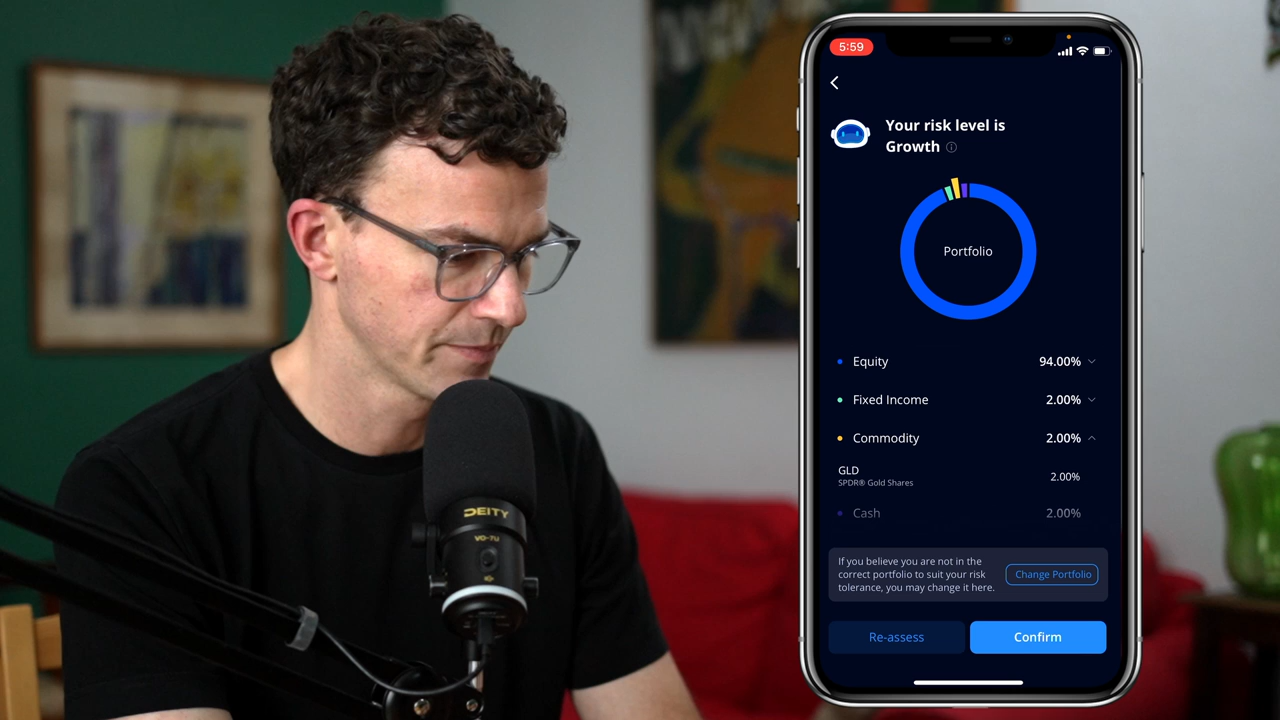 5:59
Your risk level is
Growth
Portfolio
Equity 94.00%
Fixed Income 2.00%
Commodity 2.00%
GLD 2.00%
SPDR® Gold Shares
Cash 2.00%
If you believe you are not in the
correct portfolio to suit your risk
tolerance, you may change it here.
Change Portfolio
Re-assess Confirm
DEITY
VO-7U